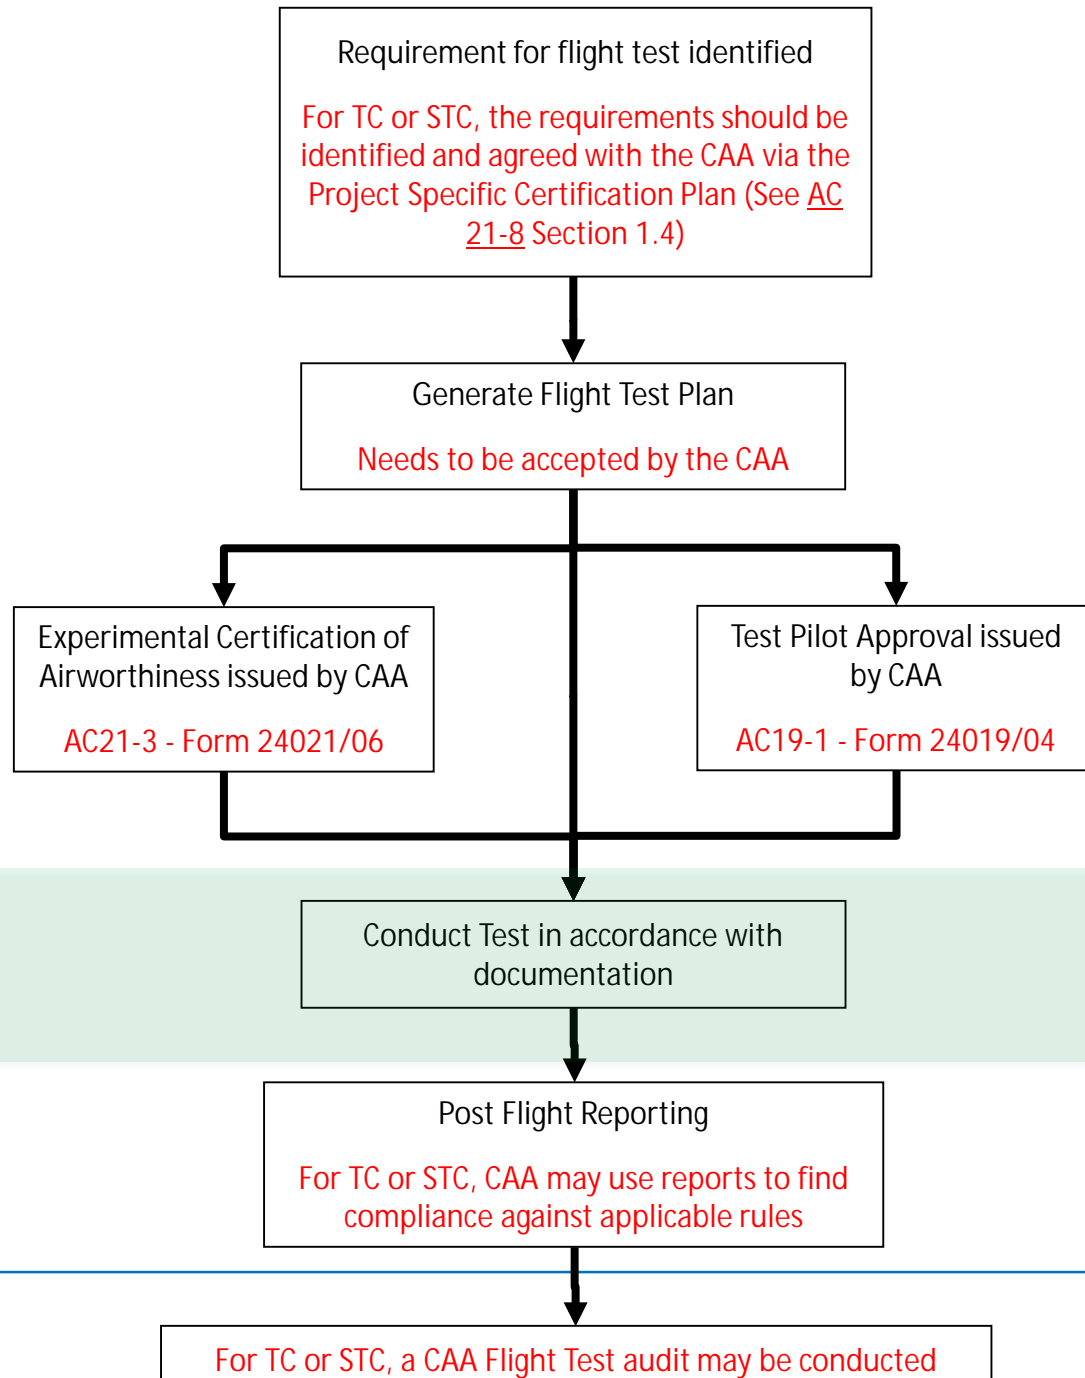 Requirement for flight test identified
For TC or STC, the requirements should be
identified and agreed with the CAA via the
Project Specific Certification Plan (See AC
21-8 Section 1.4)
Generate Flight Test Plan
Needs to be accepted by the CAA
Experimental Certification of
Airworthiness issued by CAA
AC21-3 - Form 24021/06
Test Pilot Approval issued
by CAA
AC19-1 - Form 24019/04
Conduct Test in accordance with
documentation
Post Flight Reporting
For TC or STC, CAA may use reports to find
compliance against applicable rules
For TC or STC, a CAA Flight Test audit may be conducted